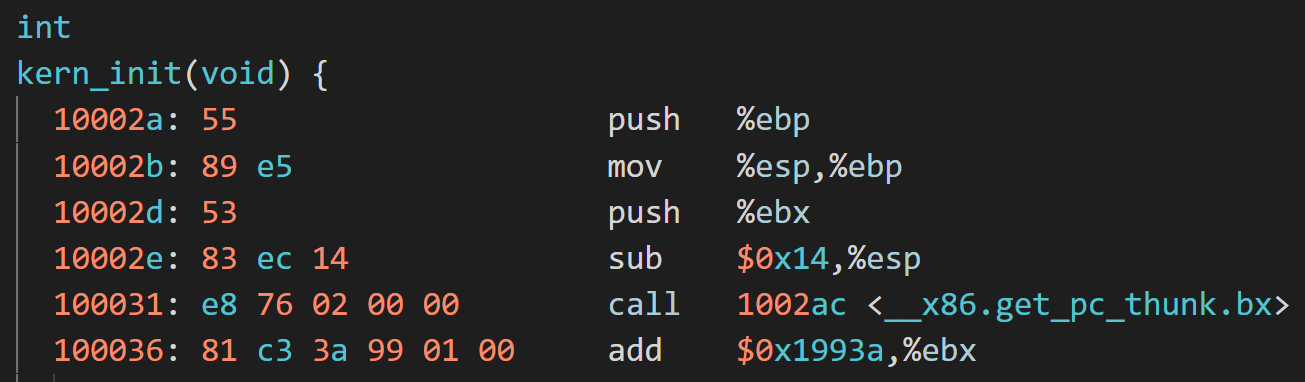 int
kern_init(void) {
10002a: 55 push %ebp
10002b: 89 e5 mov %esp,%ebp
10002d: 53 push %ebx
10002e: 83 ec 14 sub $0x14,%esp
100031: e8 76 02 00 00 call 1002ac <__x86.get_pc_thunk.bx>
100036: 81 c3 3a 99 01 00 add $0x1993a,%ebx